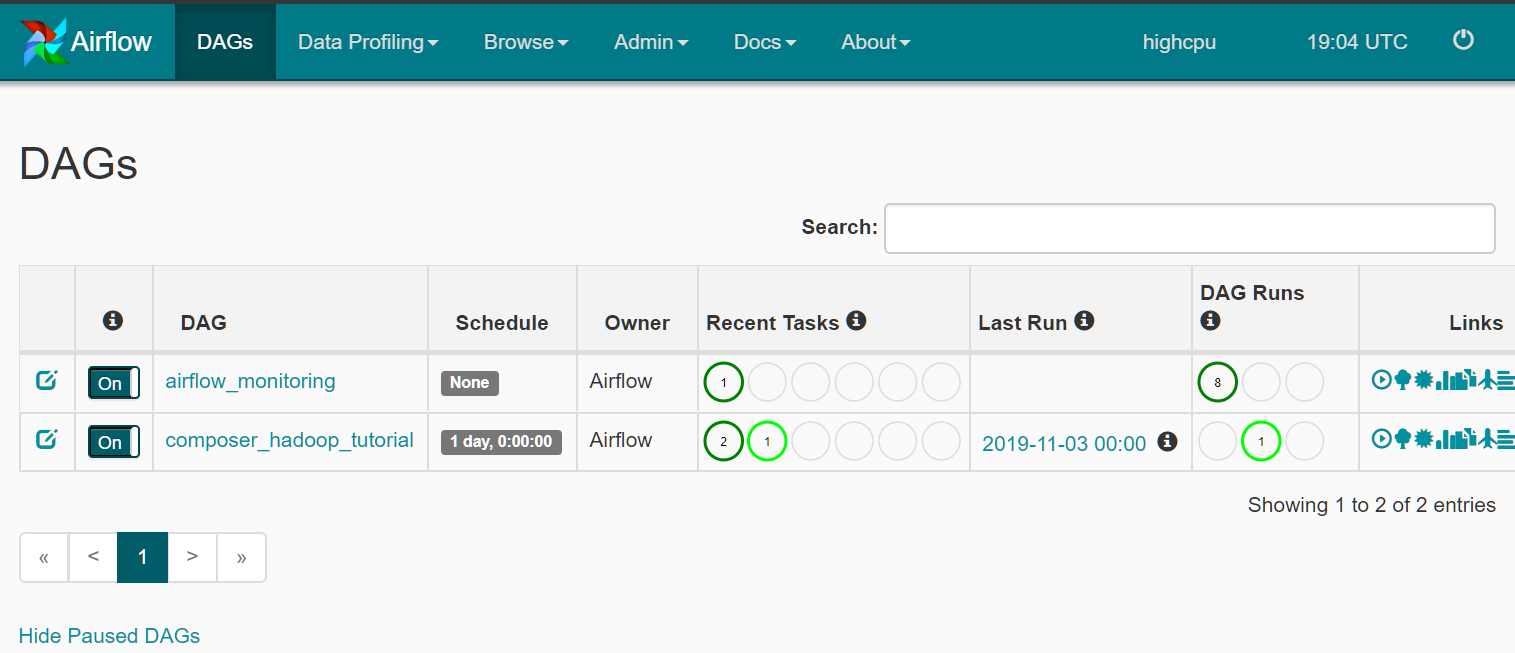 Airflow DAGs Data Profiling Browse Admin Docs About highcpu 19:04 UTC
DAGs
Search:
DAG Schedule Owner Recent Tasks Last Run DAG Runs Links
On airflow_monitoring None Airflow 1 8
On composer_hadoop_tutorial 1 day, 0:00:00 Airflow 2 1 2019-11-03 00:00 1
Showing 1 to 2 of 2 entries
« < 1 > »
Hide Paused DAGs